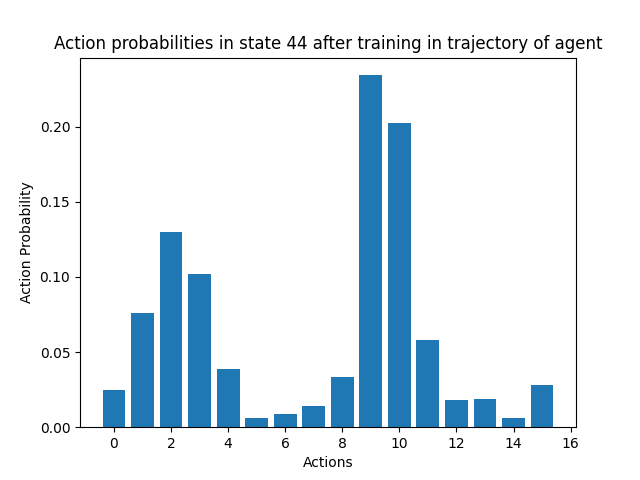 Action probabilities in state 44 after training in trajectory of agent
Action Probability
0.20
0.15
0.10
0.05
0.00
0 2 4 6 8 10 12 14 16
Actions